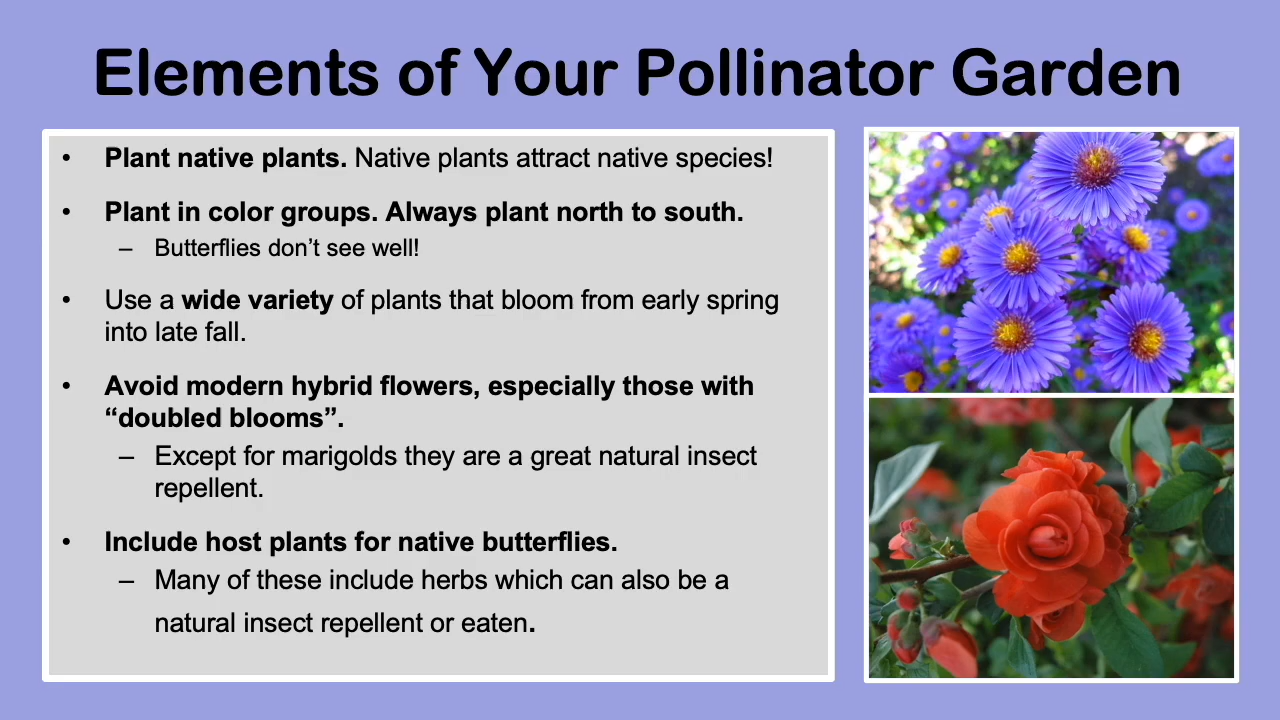 Elements of Your Pollinator Garden
• Plant native plants. Native plants attract native species!
• Plant in color groups. Always plant north to south.
– Butterflies don’t see well!
• Use a wide variety of plants that bloom from early spring
into late fall.
• Avoid modern hybrid flowers, especially those with
“doubled blooms”.
– Except for marigolds they are a great natural insect
repellent.
• Include host plants for native butterflies.
– Many of these include herbs which can also be a
natural insect repellent or eaten.